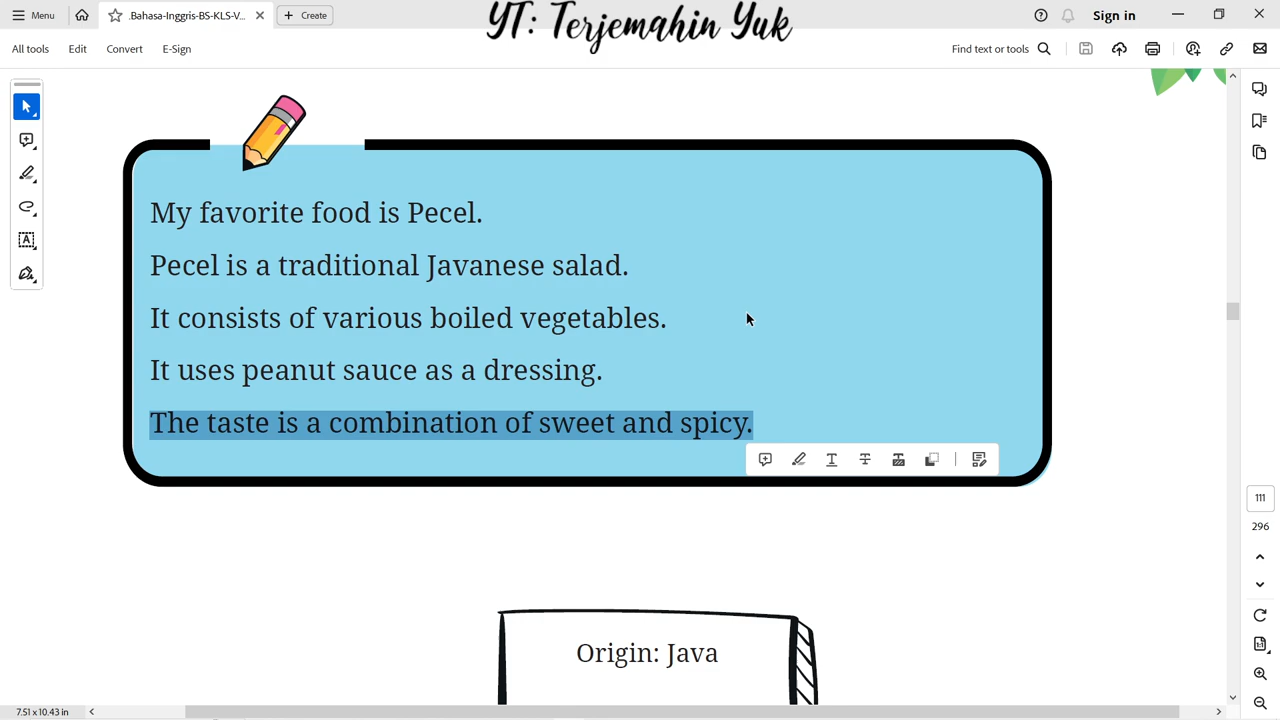 Menu
.Bahasa-Inggris-BS-KLS-V...
Create
YT: Terjemahin Yuk
Sign in
All tools
Edit
Convert
E-Sign
Find text or tools
My favorite food is Pecel.
Pecel is a traditional Javanese salad.
It consists of various boiled vegetables.
It uses peanut sauce as a dressing.
The taste is a combination of sweet and spicy.
111
296
Origin: Java
7.51 x 10.43 in